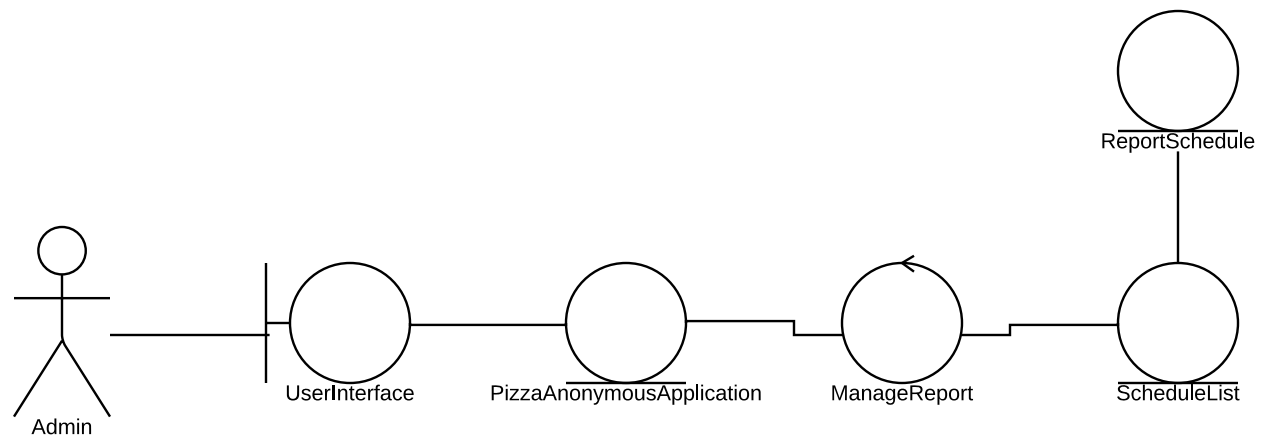 ReportSchedule
UserInterface
PizzaAnonymousApplication
ManageReport
ScheduleList
Admin